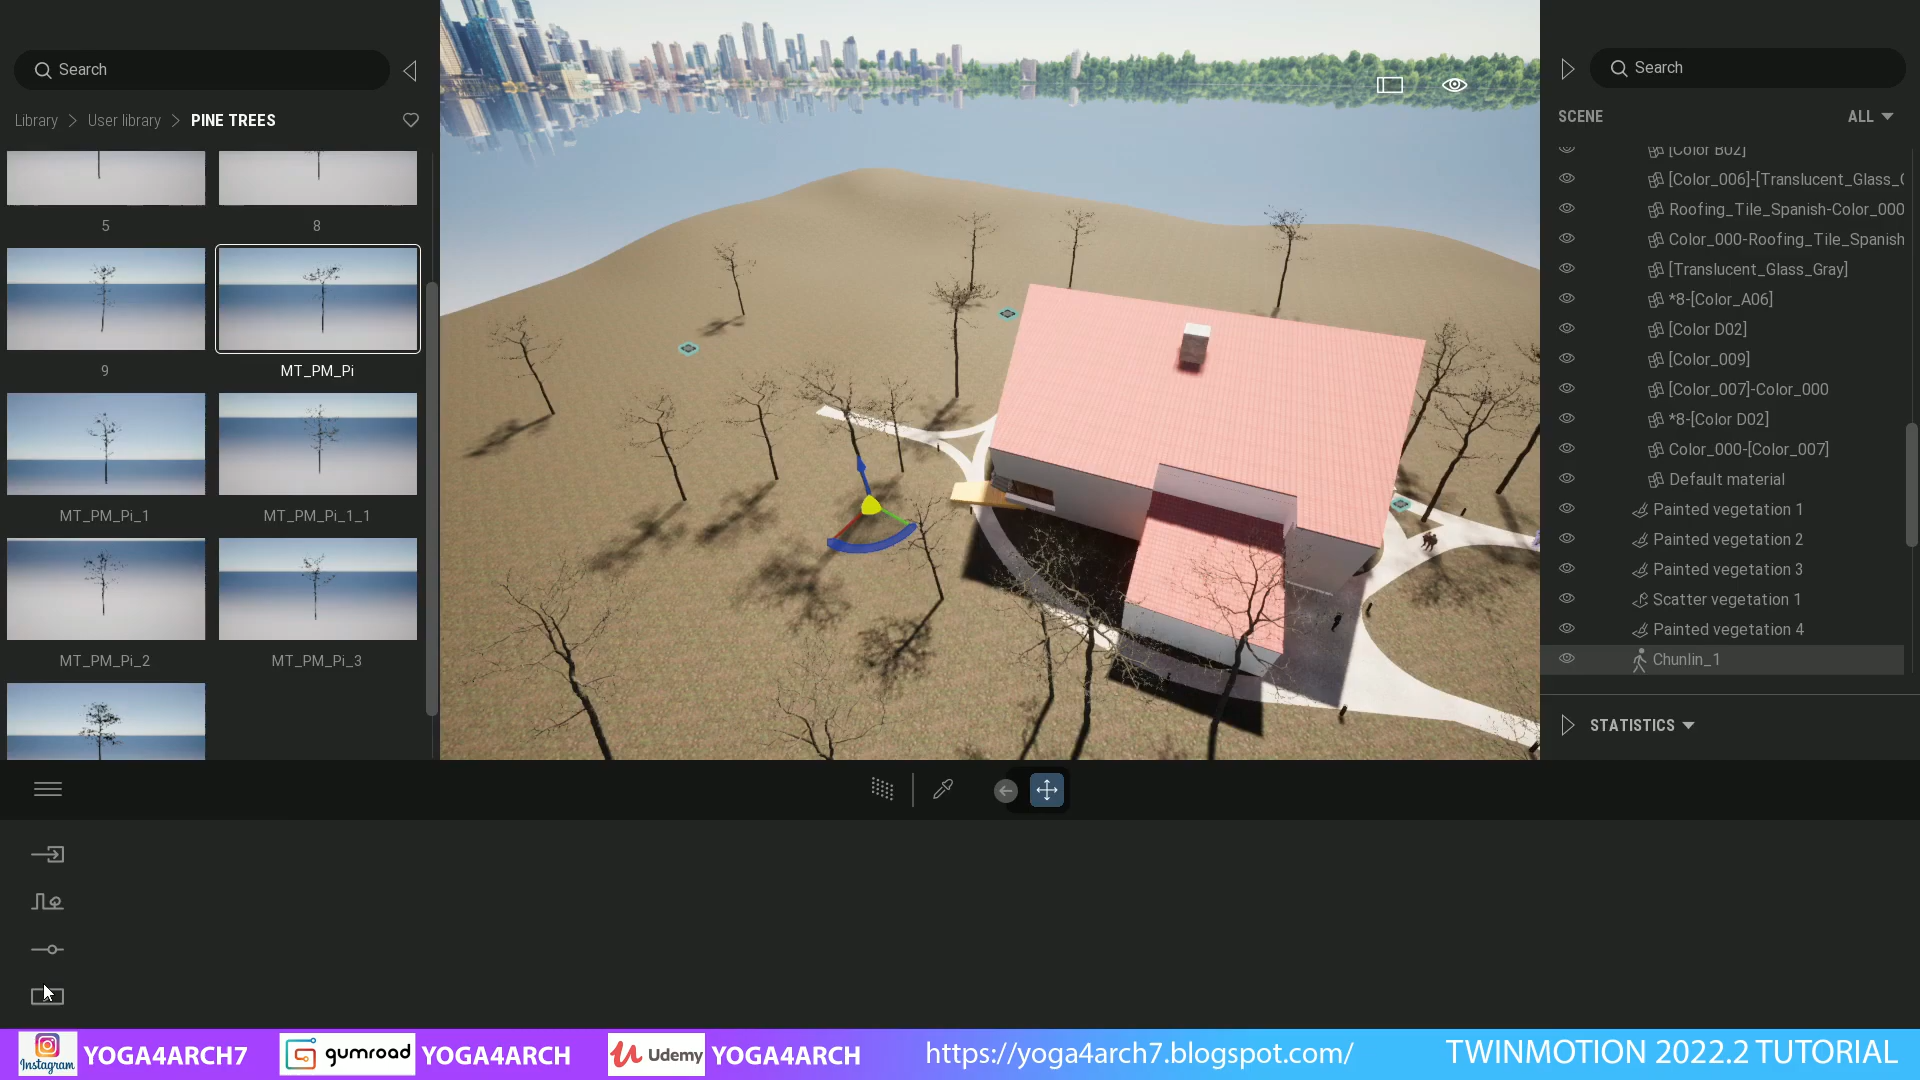 Search
Library > User library > PINE TREES
5
8
9
MT_PM_Pi
MT_PM_Pi_1
MT_PM_Pi_1_1
MT_PM_Pi_2
MT_PM_Pi_3
Search
SCENE
ALL
[Color B02]
[Color_006]-[Translucent_Glass_
Roofing_Tile_Spanish-Color_000
Color_000-Roofing_Tile_Spanish
[Translucent_Glass_Gray]
*8-[Color_A06]
[Color D02]
[Color_009]
[Color_007]-Color_000
*8-[Color D02]
Color_000-[Color_007]
Default material
Painted vegetation 1
Painted vegetation 2
Painted vegetation 3
Scatter vegetation 1
Painted vegetation 4
Chunlin_1
STATISTICS
Instagram YOGA4ARCH7 gumroad YOGA4ARCH Udemy YOGA4ARCH https://yoga4arch7.blogspot.com/ TWINMOTION 2022.2 TUTORIAL